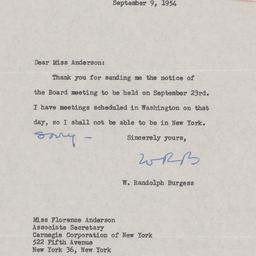 September 9, 1954
Dear Miss Anderson:
Thank you for sending me the notice of
the Board meeting to be held on September 23rd.
I have meetings scheduled in Washington on that
day, so I shall not be able to be in New York.
Sorry —
Sincerely yours,
WRB
W. Randolph Burgess
Miss Florence Anderson
Associate Secretary
Carnegie Corporation of New York
522 Fifth Avenue
New York 36, New York